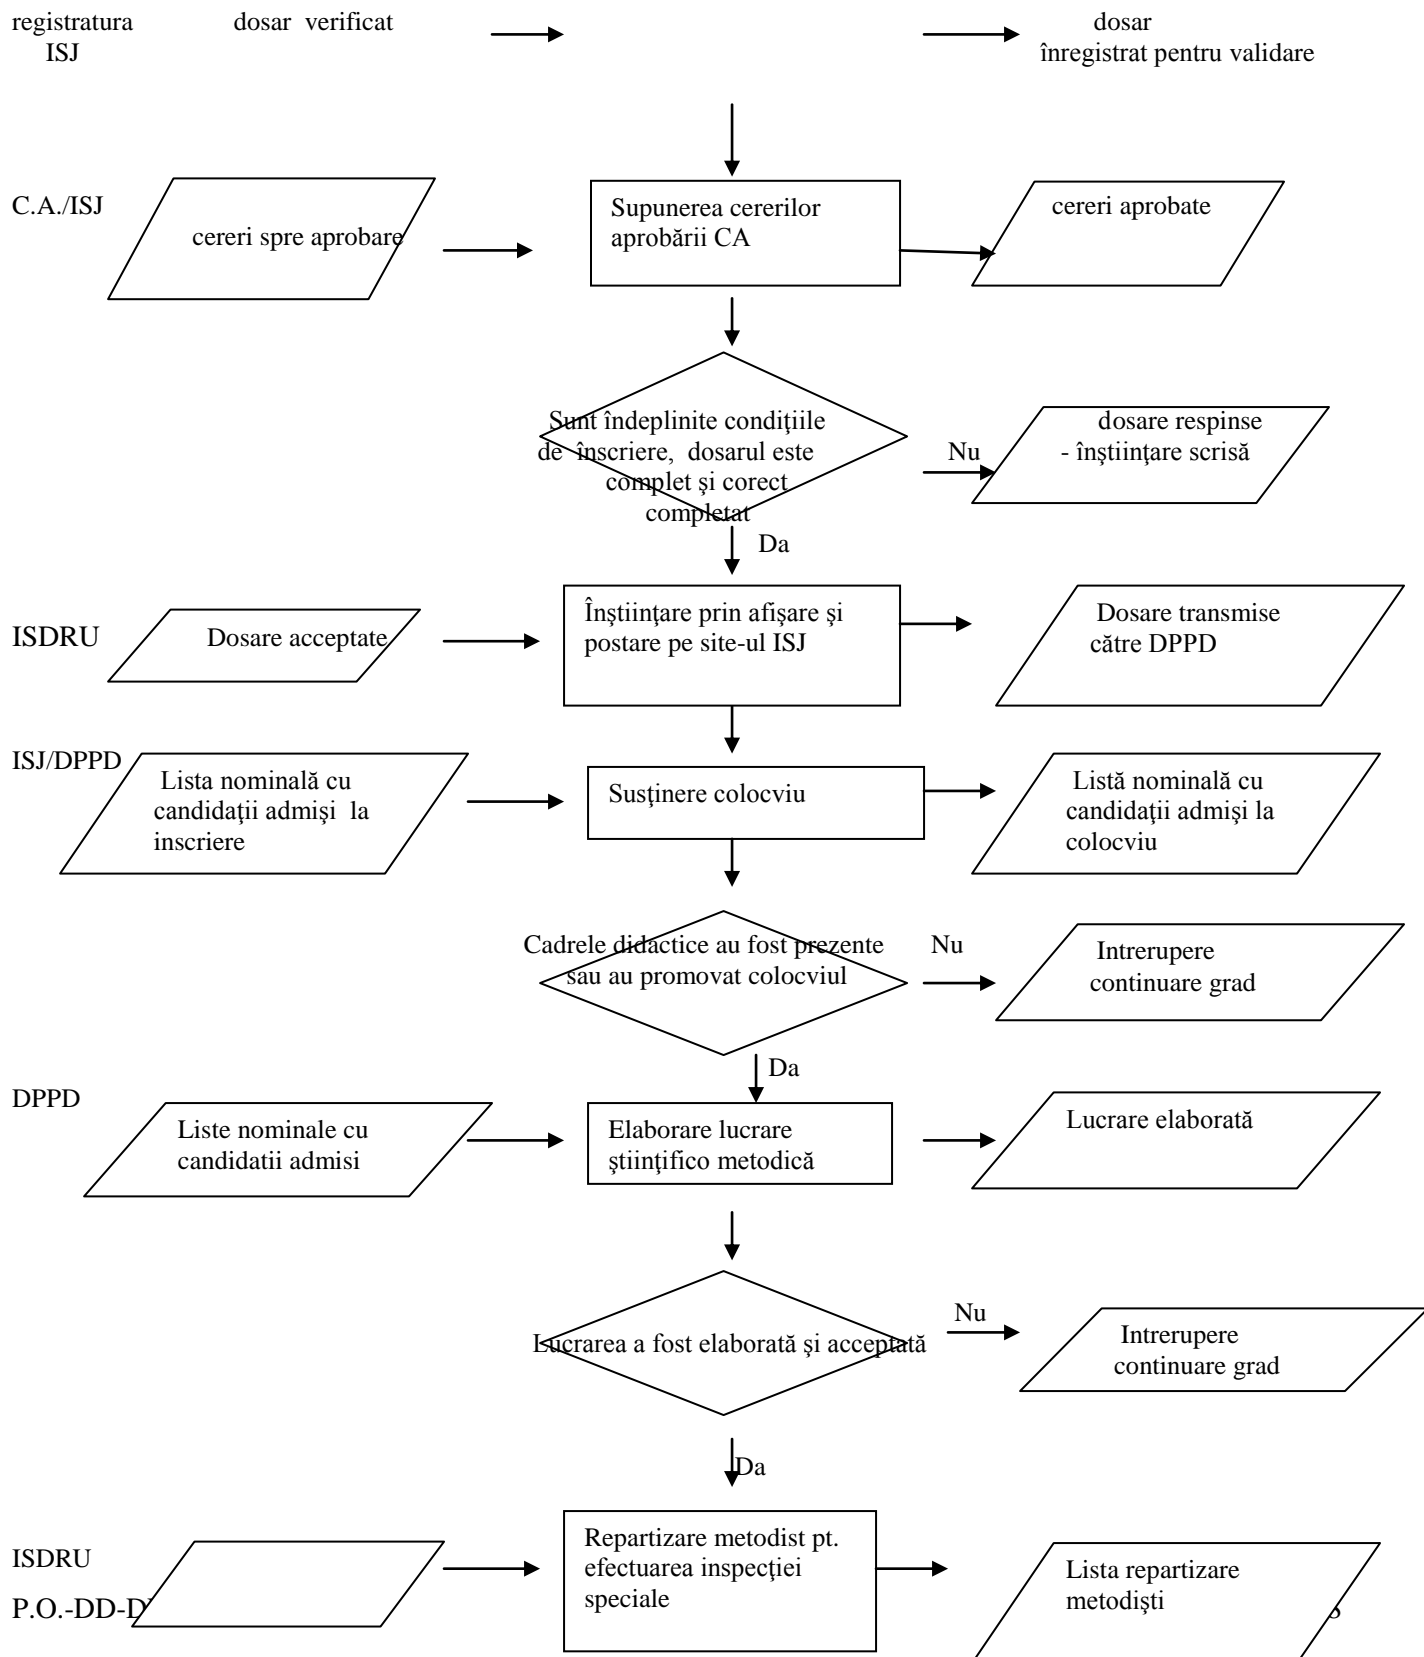 registratura dosar verificat dosar
ISJ înregistrat pentru validare
C.A./ISJ
cereri spre aprobare
Supunerea cererilor
aprobării CA
cereri aprobate
Sunt îndeplinite condiţiile
de înscriere, dosarul este
complet şi corect
completat
Nu
dosare respinse
- înştiinţare scrisă
Da
ISDRU
Dosare acceptate
Înştiinţare prin afişare şi
postare pe site-ul ISJ
Dosare transmise
către DPPD
ISJ/DPPD
Lista nominală cu
candidaţii admişi la
inscriere
Susţinere colocviu
Listă nominală cu
candidaţii admişi la
colocviu
Cadrele didactice au fost prezente
sau au promovat colocviul
Nu
Intrerupere
continuare grad
Da
DPPD
Liste nominale cu
candidatii admisi
Elaborare lucrare
ştiinţifico metodică
Lucrare elaborată
Lucrarea a fost elaborată şi acceptată
Nu
Intrerupere
continuare grad
Da
ISDRU
Repartizare metodist pt.
efectuarea inspecţiei
speciale
Lista repartizare
metodişti
P.O.-DD-D